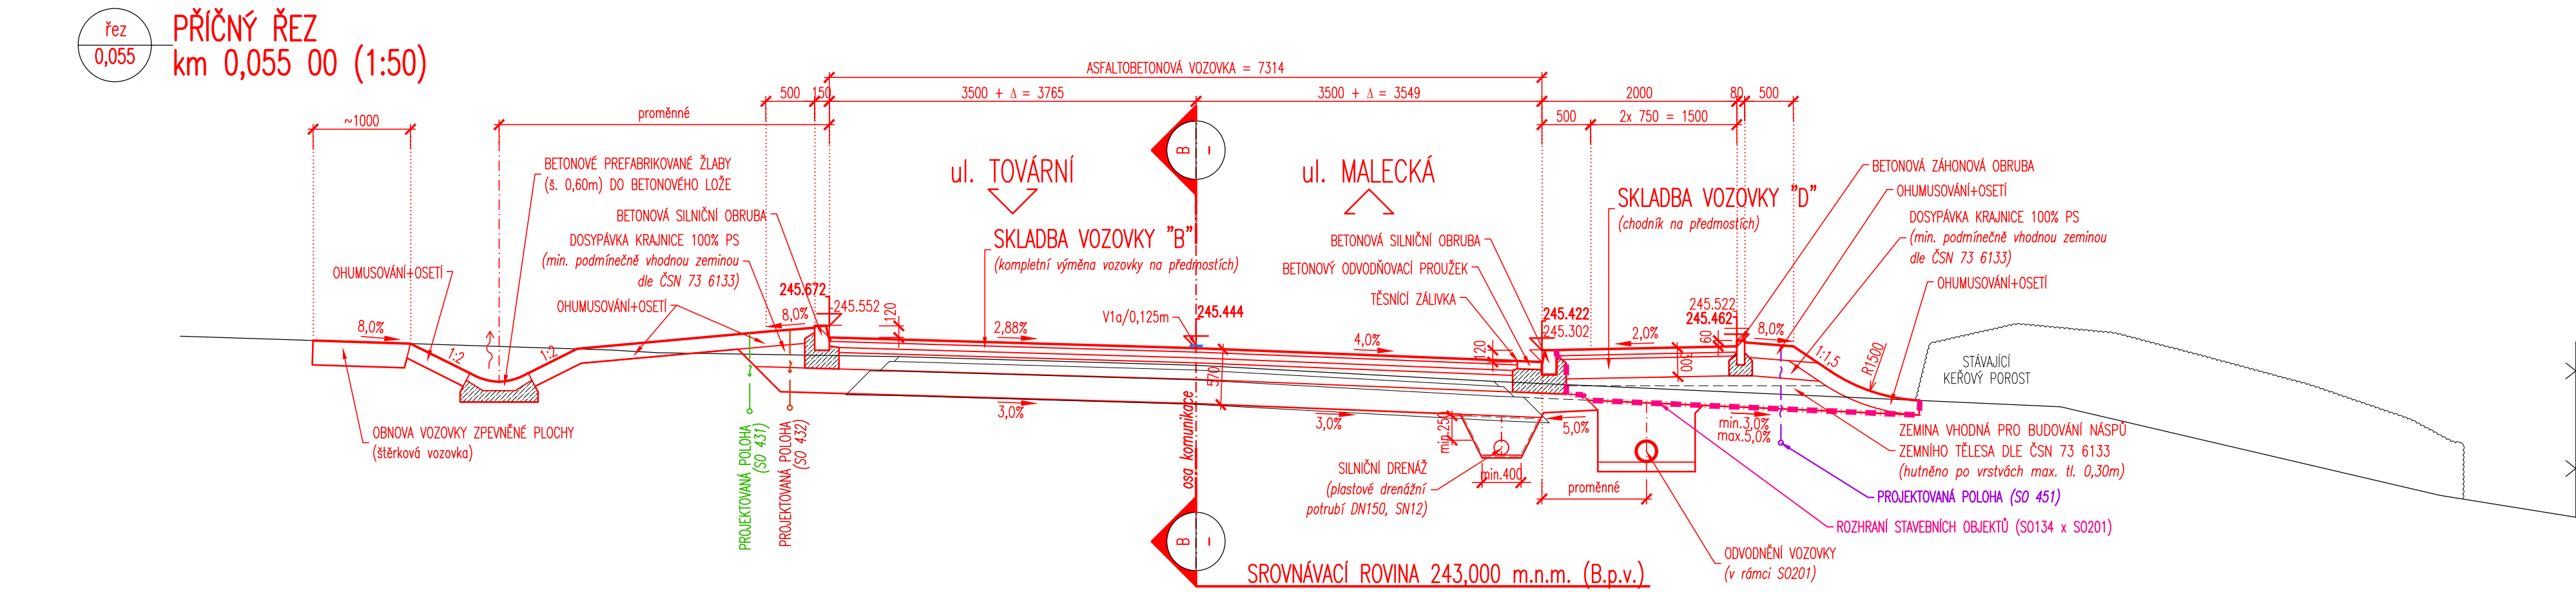 řez
0,055
PŘÍČNÝ ŘEZ
km 0,055 00 (1:50)
ASFALTOBETONOVÁ VOZOVKA = 7314
500
150
3500 + Δ = 3765
3500 + Δ = 3549
2000
80
500
~1000
proměnné
500
2x 750 = 1500
BETONOVÉ PREFABRIKOVANÉ ŽLABY
(š. 0,60m) DO BETONOVÉHO LOŽE
B
ul. TOVÁRNÍ
ul. MALECKÁ
BETONOVÁ ZÁHONOVÁ OBRUBA
OHUMUSOVÁNÍ+OSETÍ
SKLADBA VOZOVKY "D"
(chodník na předmostích)
BETONOVÁ SILNIČNÍ OBRUBA
DOSYPÁVKA KRAJNICE 100% PS
(min. podmínečně vhodnou zeminou
dle ČSN 73 6133)
DOSYPÁVKA KRAJNICE 100% PS
(min. podmínečně vhodnou zeminou
dle ČSN 73 6133)
SKLADBA VOZOVKY "B"
(kompletní výměna vozovky na předmostích)
BETONOVÁ SILNIČNÍ OBRUBA
BETONOVÝ ODVODŇOVACÍ PROUŽEK
TĚSNÍCÍ ZÁLIVKA
OHUMUSOVÁNÍ+OSETÍ
OHUMUSOVÁNÍ+OSETÍ
OHUMUSOVÁNÍ+OSETÍ
245.672
245.552
120
8,0%
8,0%
2,88%
V1a/0,125m
245.444
4,0%
120
245.422
245.302
2,0%
245.522
245.462
60
100
8,0%
1:1,5
R1500
STÁVAJÍCÍ
KEŘOVÝ POROST
1:2
1:2
570
3,0%
3,0%
5,0%
min.250
min.3,0%
max.5,0%
OBNOVA VOZOVKY ZPEVNĚNÉ PLOCHY
(štěrková vozovka)
PROJEKTOVANÁ POLOHA
(SO 431)
PROJEKTOVANÁ POLOHA
(SO 432)
osa komunikace
SILNIČNÍ DRENÁŽ
(plastové drenážní
potrubí DN150, SN12)
min.400
proměnné
ZEMINA VHODNÁ PRO BUDOVÁNÍ NÁSPŮ
ZEMNÍHO TĚLESA DLE ČSN 73 6133
(hutněno po vrstvách max. tl. 0,30m)
PROJEKTOVANÁ POLOHA (SO 451)
ROZHRANÍ STAVEBNÍCH OBJEKTŮ (SO134 x SO201)
ODVODNĚNÍ VOZOVKY
(v rámci SO201)
B
SROVNÁVACÍ ROVINA 243,000 m.n.m. (B.p.v.)